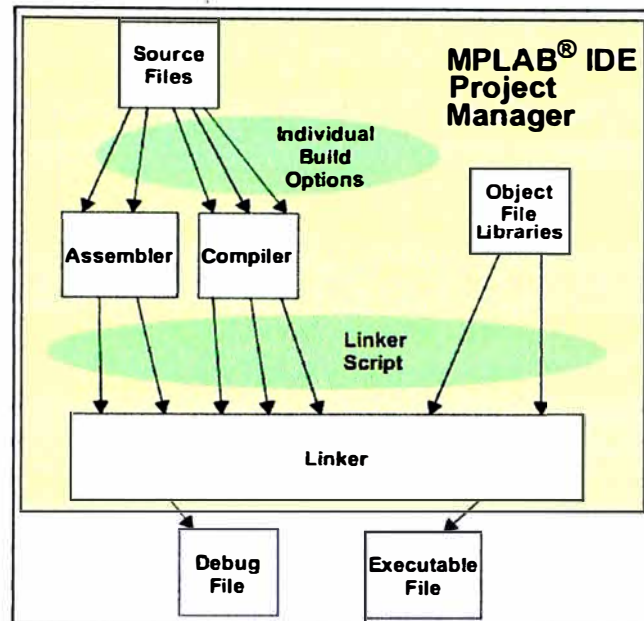 Source
Files
MPLAB® IDE
Project
Manager
Individual
Build
Options
Object
File
Libraries
Assembler
Compiler
Linker
Script
Linker
Debug
File
Executable
File